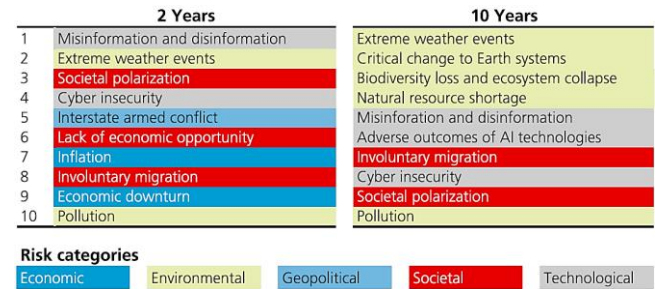 2 Years 10 Years
1 Misinformation and disinformation Extreme weather events
2 Extreme weather events Critical change to Earth systems
3 Societal polarization Biodiversity loss and ecosystem collapse
4 Cyber insecurity Natural resource shortage
5 Interstate armed conflict Misinforation and disinformation
6 Lack of economic opportunity Adverse outcomes of AI technologies
7 Inflation Involuntary migration
8 Involuntary migration Cyber insecurity
9 Economic downturn Societal polarization
10 Pollution Pollution
Risk categories
Economic Environmental Geopolitical Societal Technological